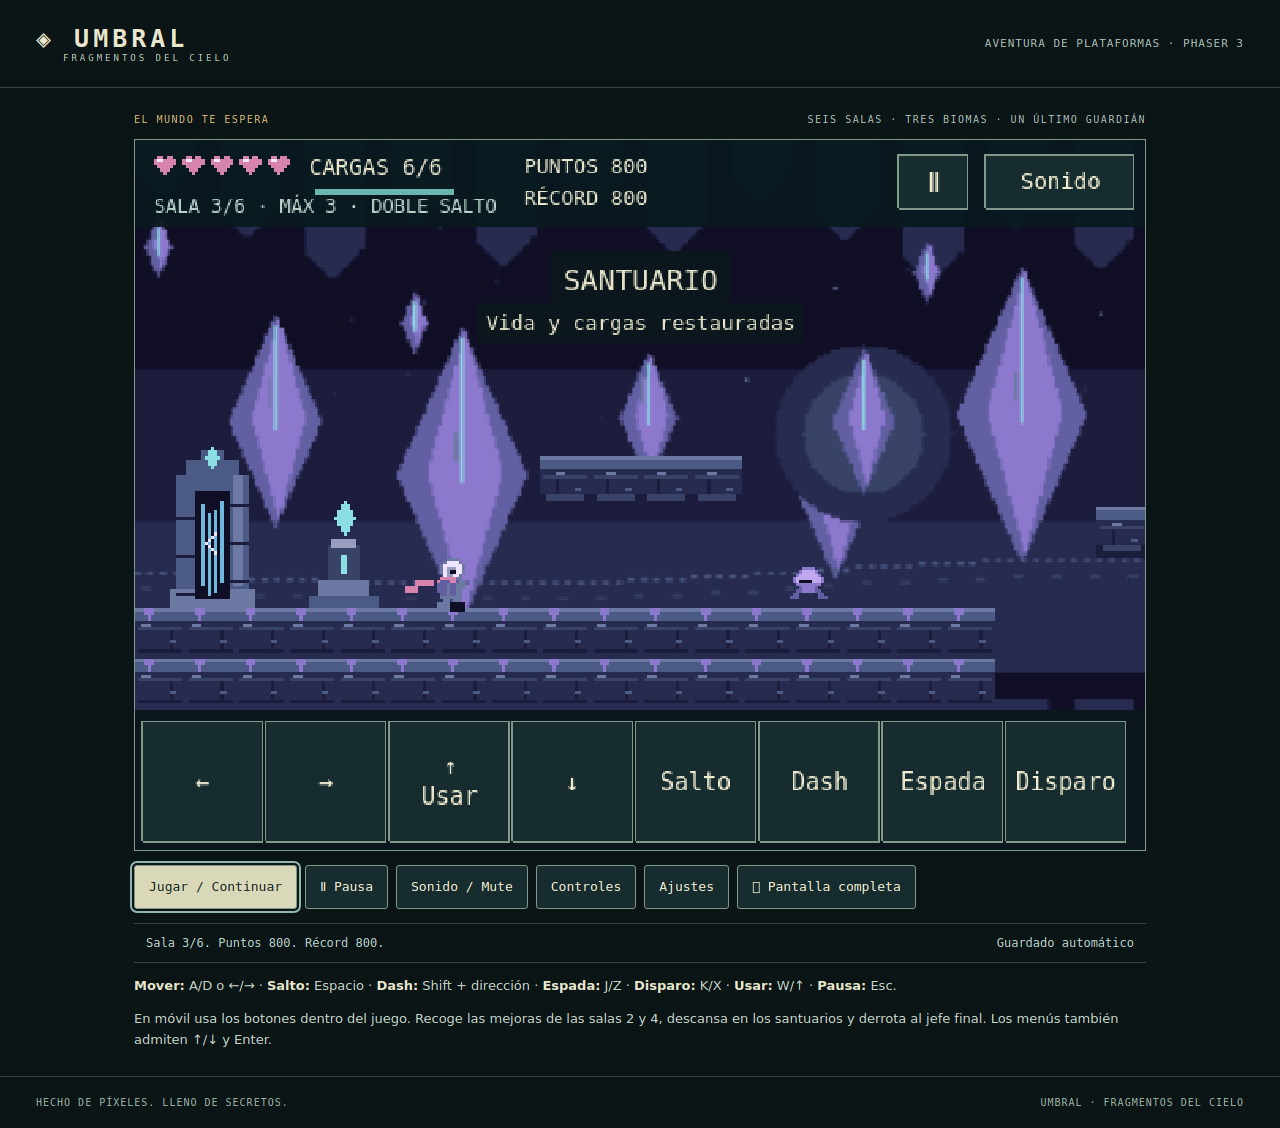 ◈ UMBRAL
FRAGMENTOS DEL CIELO
AVENTURA DE PLATAFORMAS · PHASER 3
EL MUNDO TE ESPERA
SEIS SALAS · TRES BIOMAS · UN ÚLTIMO GUARDIÁN
CARGAS 6/6
PUNTOS 800
SALA 3/6 · MÁX 3 · DOBLE SALTO
RÉCORD 800
Ⅱ
Sonido
SANTUARIO
Vida y cargas restauradas
←
→
↑
Usar
↓
Salto
Dash
Espada
Disparo
Jugar / Continuar
Ⅱ Pausa
Sonido / Mute
Controles
Ajustes
Pantalla completa
Sala 3/6. Puntos 800. Récord 800.
Guardado automático
Mover: A/D o ←/→ · Salto: Espacio · Dash: Shift + dirección · Espada: J/Z · Disparo: K/X · Usar: W/↑ · Pausa: Esc.
En móvil usa los botones dentro del juego. Recoge las mejoras de las salas 2 y 4, descansa en los santuarios y derrota al jefe final. Los menús también
admiten ↑/↓ y Enter.
HECHO DE PÍXELES. LLENO DE SECRETOS.
UMBRAL · FRAGMENTOS DEL CIELO